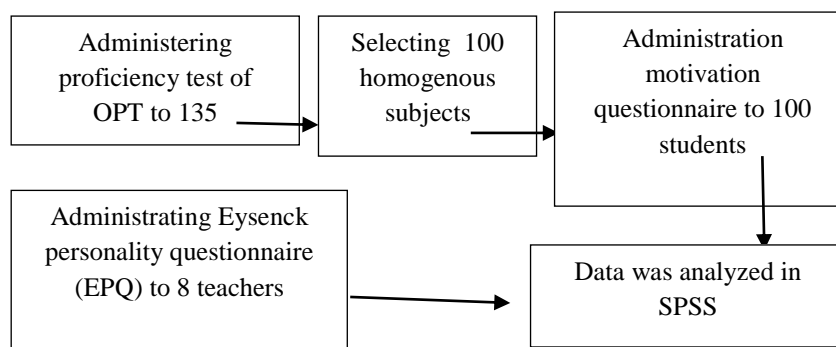 Administering
proficiency test of
OPT to 135
Selecting 100
homogenous
subjects
Administration
motivation
questionnaire to 100
students
Administrating Eysenck
personality questionnaire
(EPQ) to 8 teachers
Data was analyzed in
SPSS